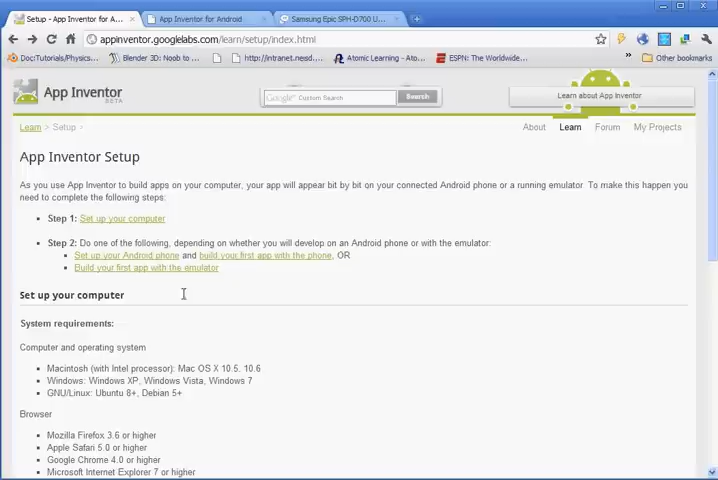 Setup - App Inventor for A...
App Inventor for Android
Samsung Epic SPH-D700 U...
appinventor.googlelabs.com/learn/setup/index.html
Doc/Tutorials/Physics...
Blender 3D: Noob to ...
http://intranet.nesd...
Atomic Learning - Ato...
ESPN: The Worldwide...
»
Other bookmarks
App Inventor
BETA
Google™ Custom Search
Search
Learn about App Inventor
Learn > Setup >
About
Learn
Forum
My Projects
App Inventor Setup
As you use App Inventor to build apps on your computer, your app will appear bit by bit on your connected Android phone or a running emulator. To make this happen you
need to complete the following steps:
• Step 1: Set up your computer
• Step 2: Do one of the following, depending on whether you will develop on an Android phone or with the emulator:
• Set up your Android phone and build your first app with the phone, OR
• Build your first app with the emulator
Set up your computer
System requirements:
Computer and operating system
• Macintosh (with Intel processor): Mac OS X 10.5. 10.6
• Windows: Windows XP, Windows Vista, Windows 7
• GNU/Linux: Ubuntu 8+, Debian 5+
Browser
• Mozilla Firefox 3.6 or higher
• Apple Safari 5.0 or higher
• Google Chrome 4.0 or higher
• Microsoft Internet Explorer 7 or higher